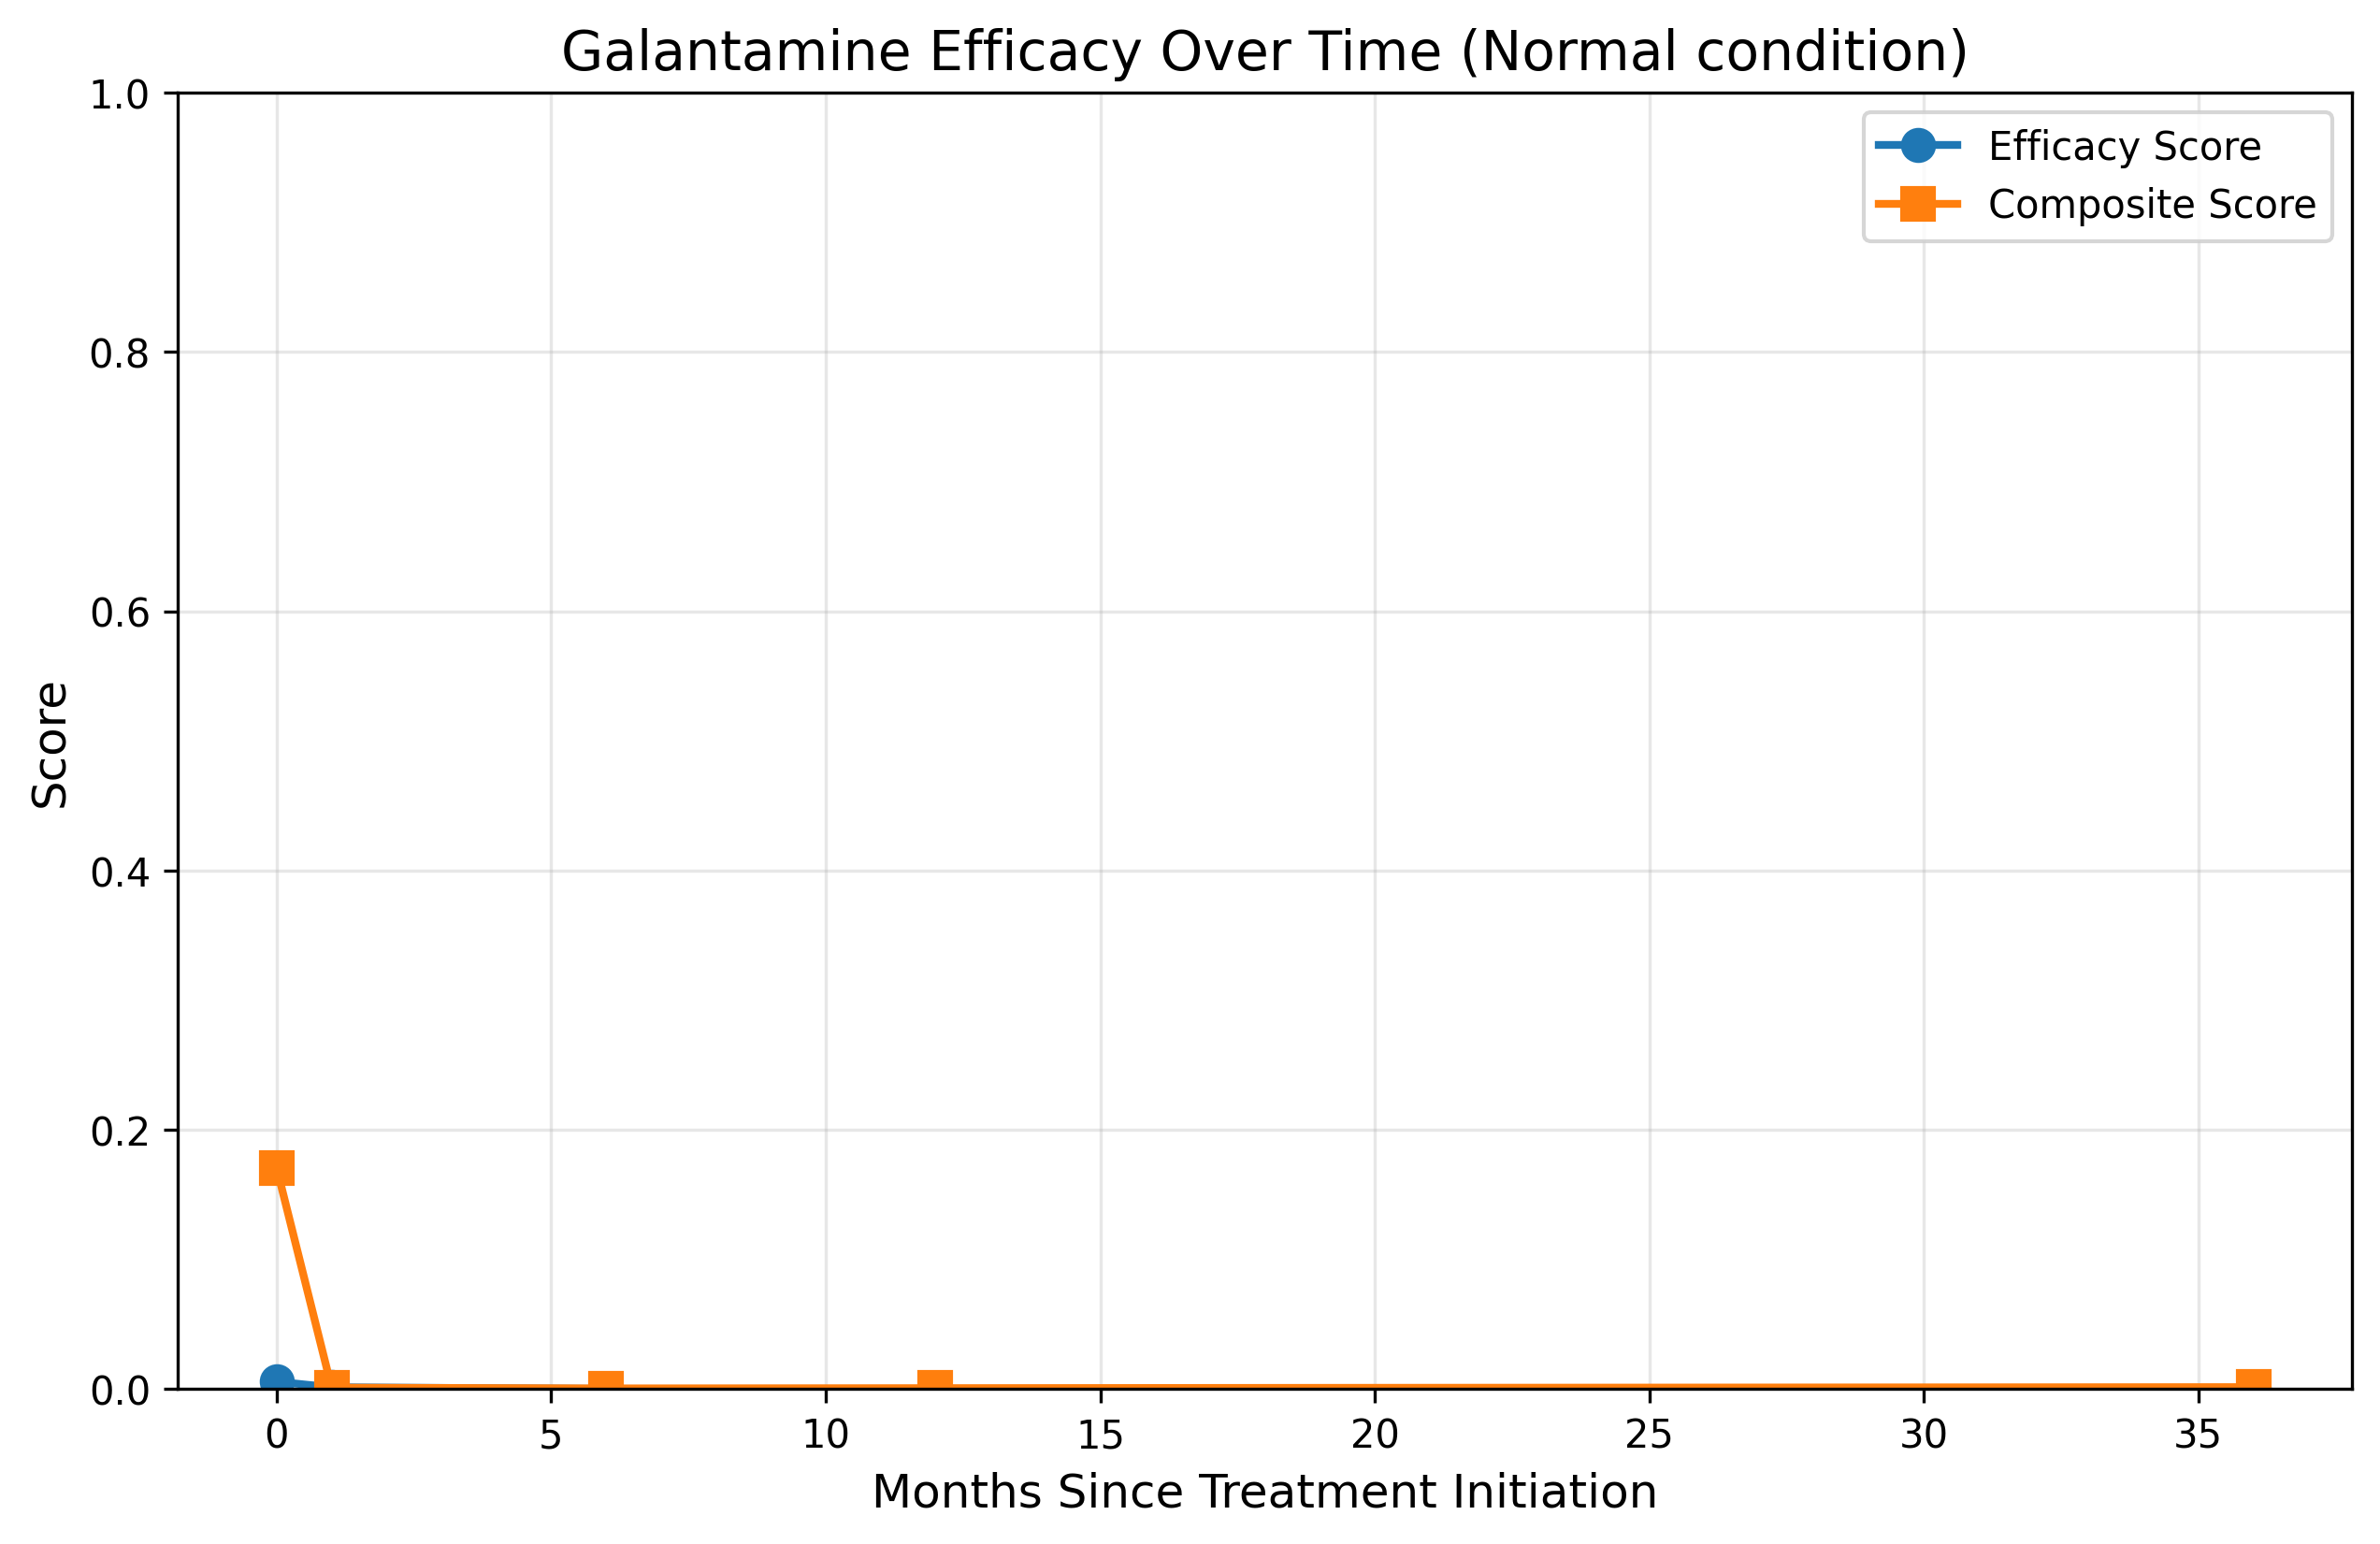 Galantamine Efficacy Over Time (Normal condition)
Efficacy Score
Composite Score
1.0
0.8
0.6
0.4
0.2
0.0
Score
0 5 10 15 20 25 30 35
Months Since Treatment Initiation